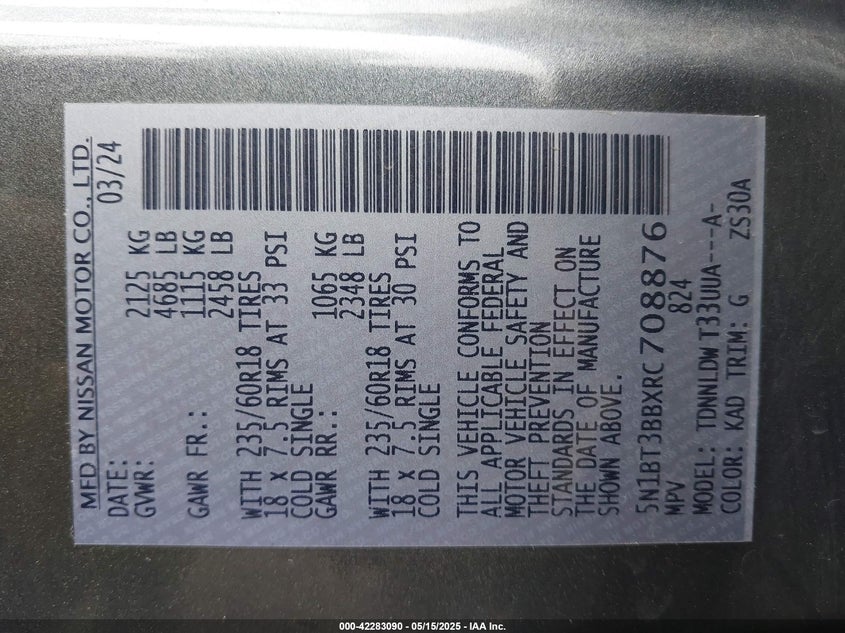 MFD BY NISSAN MOTOR CO., LTD.
DATE: 03/24
GVWR: 2125 KG
4685 LB
GAWR FR.: 1115 KG
2458 LB
WITH 235/60R18 TIRES
18 X 7.5 RIMS AT 33 PSI
COLD SINGLE
GAWR RR.: 1065 KG
2348 LB
WITH 235/60R18 TIRES
18 X 7.5 RIMS AT 30 PSI
COLD SINGLE
THIS VEHICLE CONFORMS TO
ALL APPLICABLE FEDERAL
MOTOR VEHICLE SAFETY AND
THEFT PREVENTION
STANDARDS IN EFFECT ON
THE DATE OF MANUFACTURE
SHOWN ABOVE.
5N1BT3BBXRC708876
MPV 824
MODEL: TDNNLDW T33UUA---A-
COLOR: KAD TRIM: G ZS30A
000-42283090 - 05/15/2025 - IAA Inc.